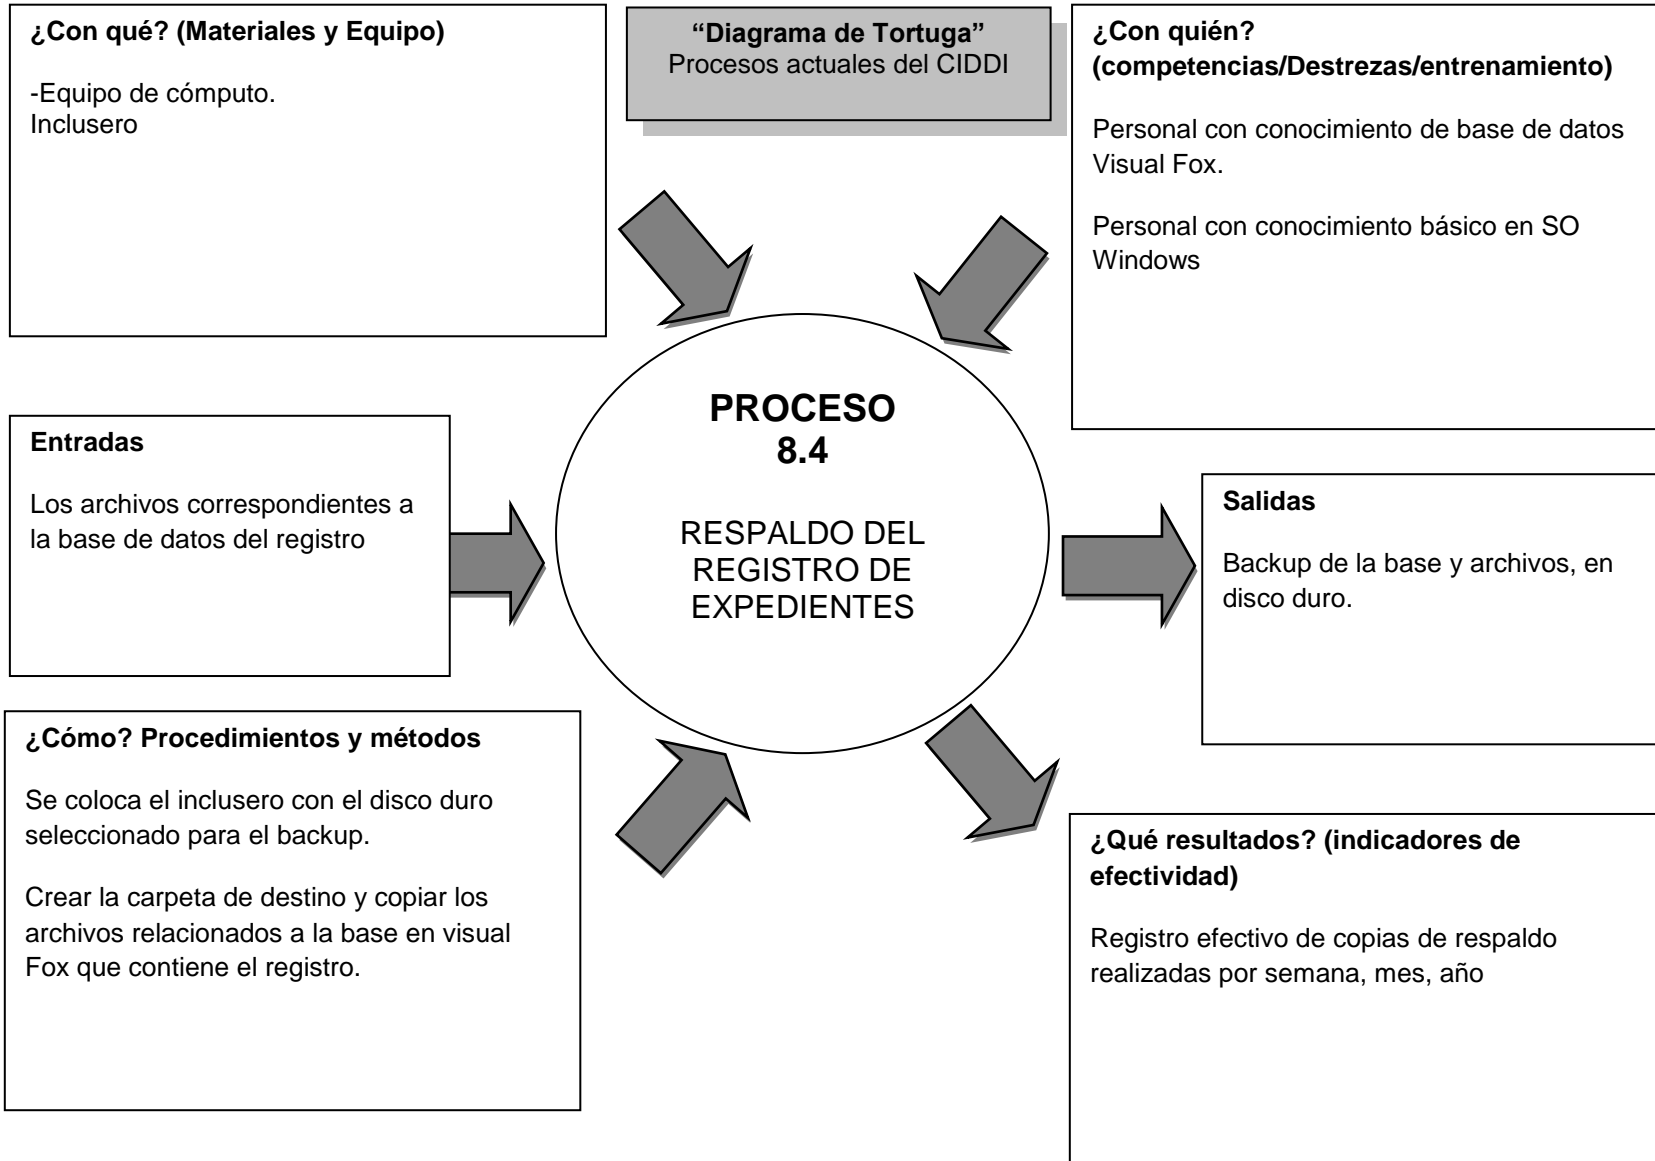 ¿Con qué? (Materiales y Equipo)
-Equipo de cómputo.
Inclusero
“Diagrama de Tortuga”
Procesos actuales del CIDDI
¿Con quién?
(competencias/Destrezas/entrenamiento)
Personal con conocimiento de base de datos
Visual Fox.
Personal con conocimiento básico en SO
Windows
Entradas
Los archivos correspondientes a
la base de datos del registro
PROCESO
8.4
RESPALDO DEL
REGISTRO DE
EXPEDIENTES
Salidas
Backup de la base y archivos, en
disco duro.
¿Cómo? Procedimientos y métodos
Se coloca el inclusero con el disco duro
seleccionado para el backup.
Crear la carpeta de destino y copiar los
archivos relacionados a la base en visual
Fox que contiene el registro.
¿Qué resultados? (indicadores de
efectividad)
Registro efectivo de copias de respaldo
realizadas por semana, mes, año